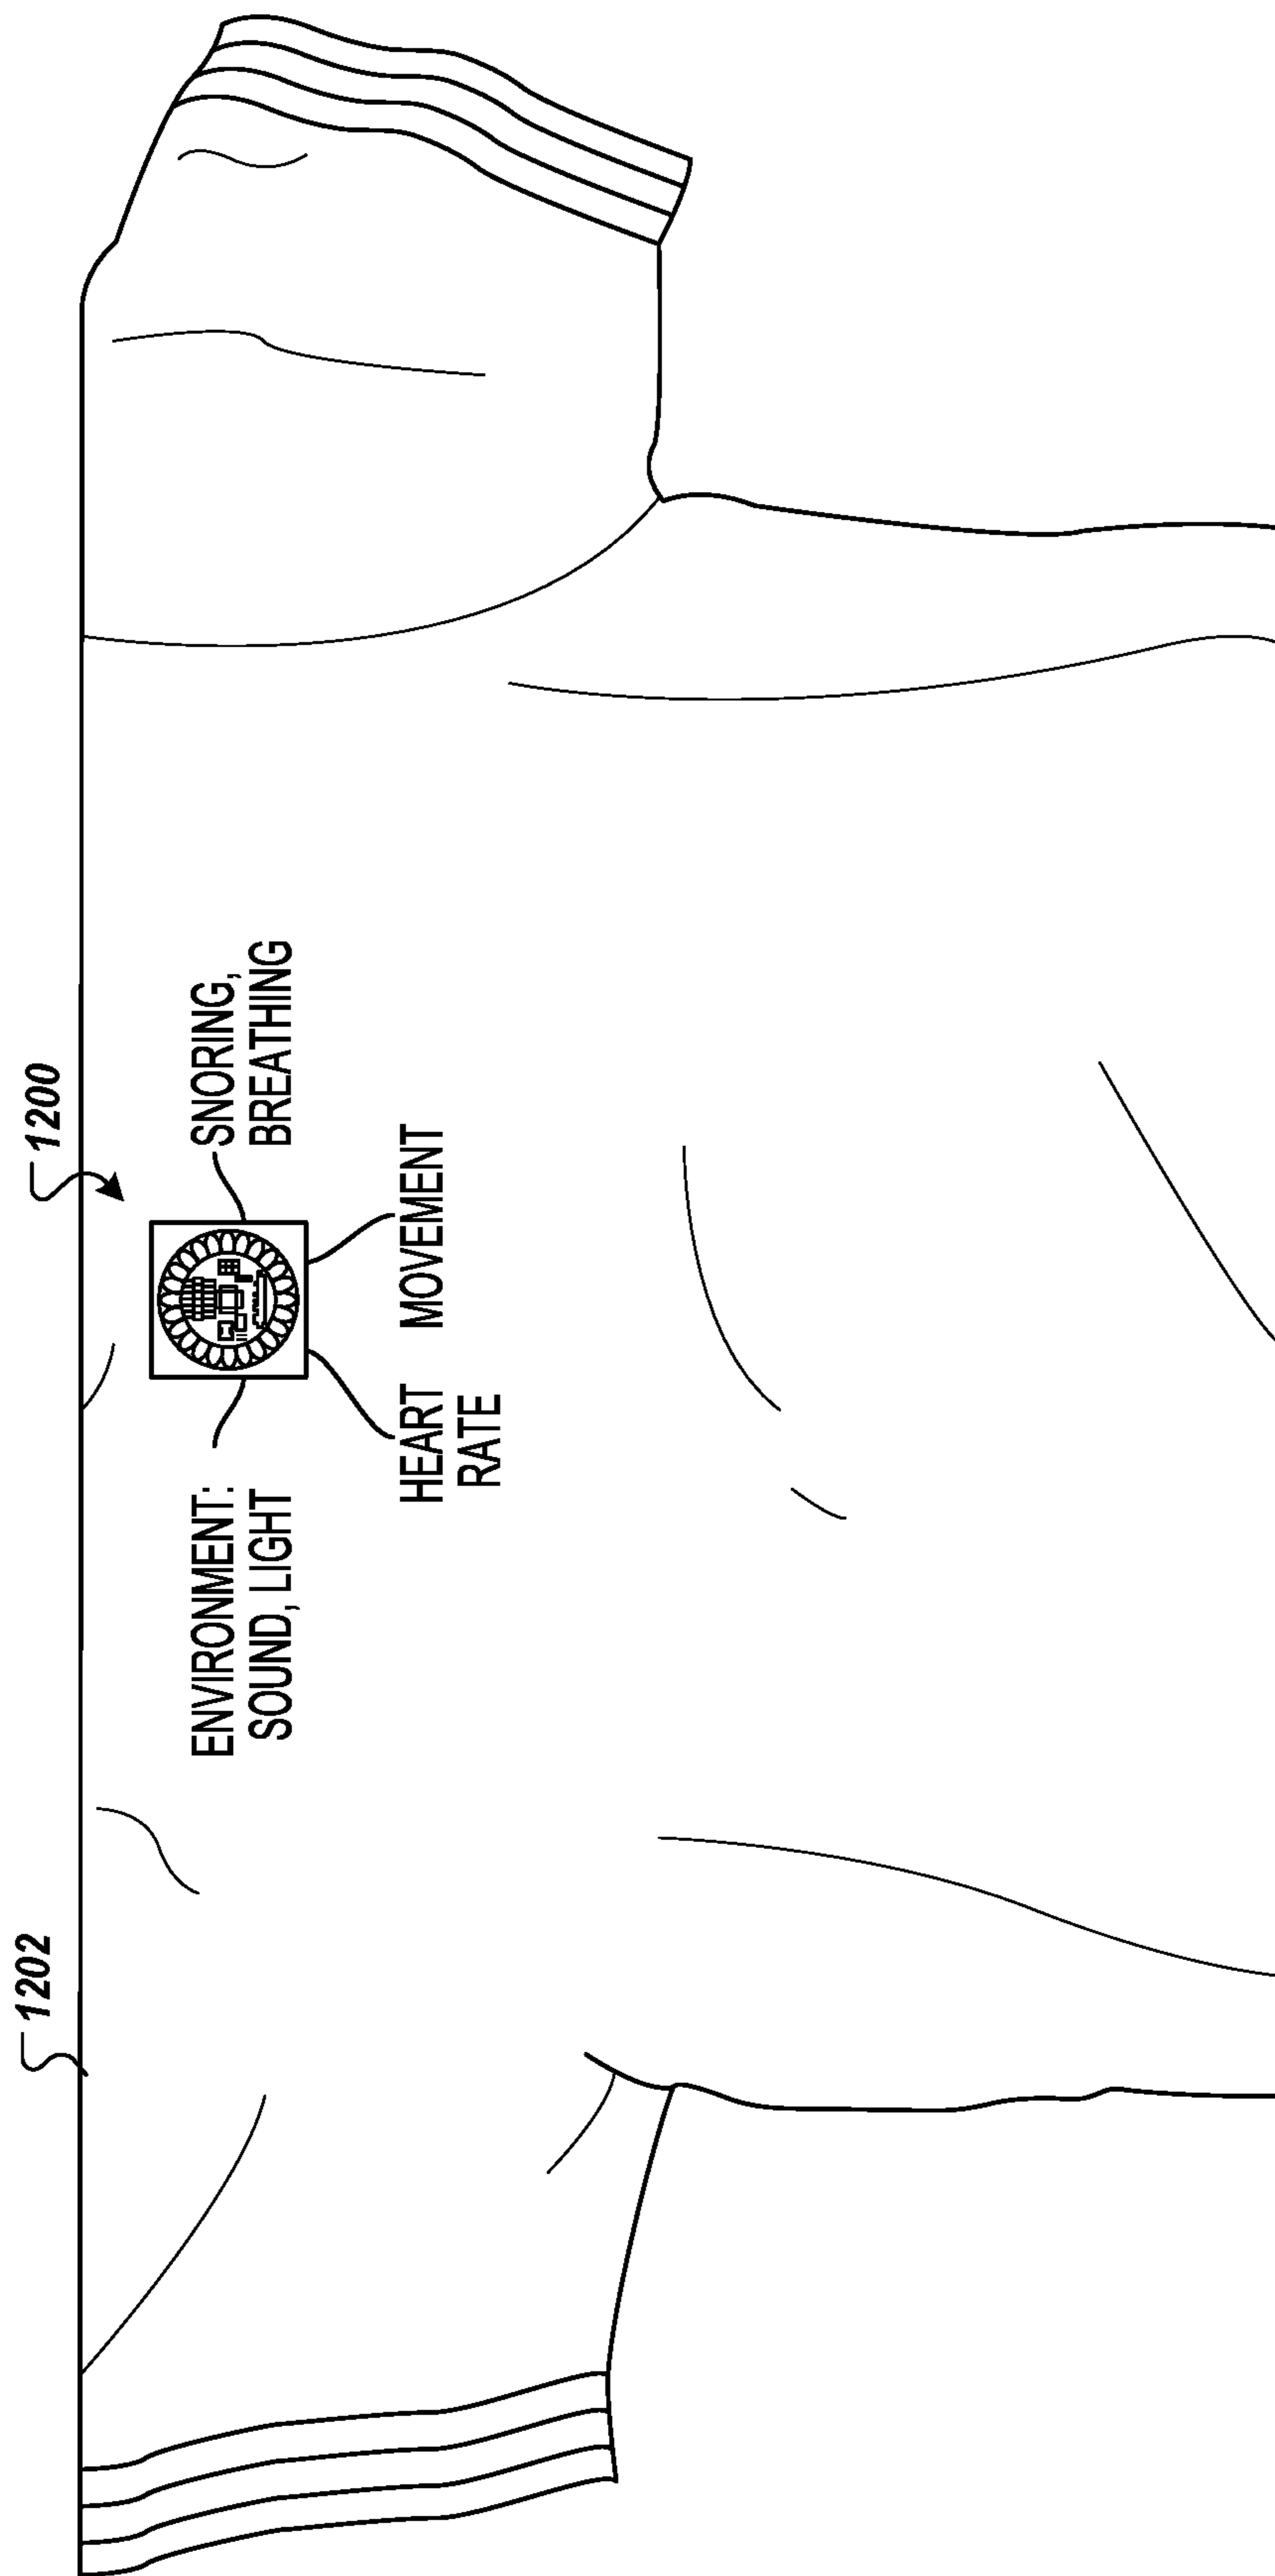 1202
1200
ENVIRONMENT:
SOUND, LIGHT
SNORING,
BREATHING
HEART
RATE
MOVEMENT